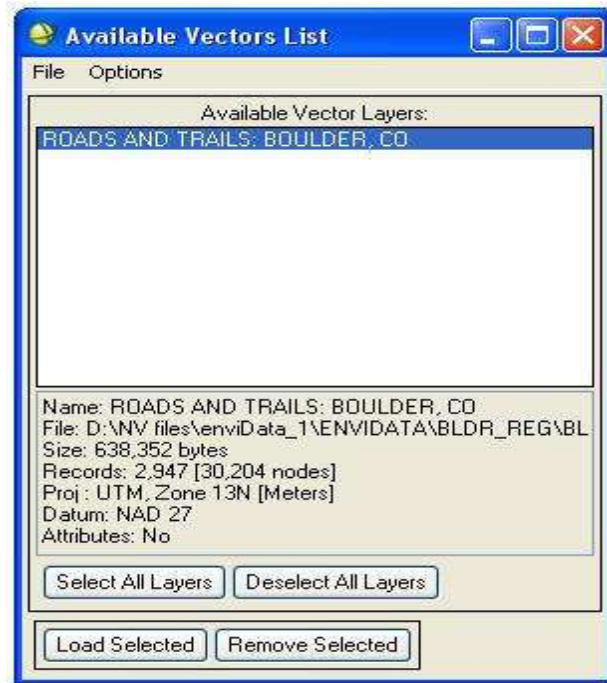 Available Vectors List
File Options
Available Vector Layers:
ROADS AND TRAILS: BOULDER, CO
Name: ROADS AND TRAILS: BOULDER, CO
File: D:\NV files\enviData_1\ENVIDATA\BLDR_REG\BL
Size: 638,352 bytes
Records: 2,947 [30,204 nodes]
Proj : UTM, Zone 13N [Meters]
Datum: NAD 27
Attributes: No
Select All Layers Deselect All Layers
Load Selected Remove Selected